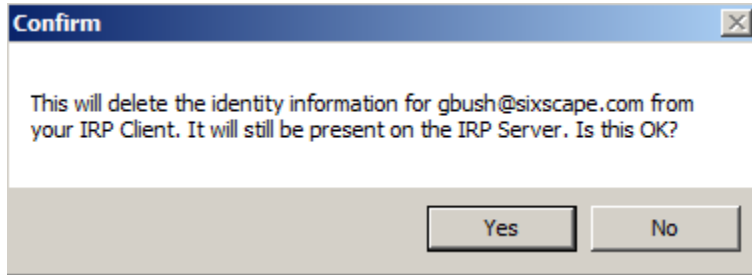 Confirm
This will delete the identity information for gbush@sixscape.com from
your IRP Client. It will still be present on the IRP Server. Is this OK?
Yes
No